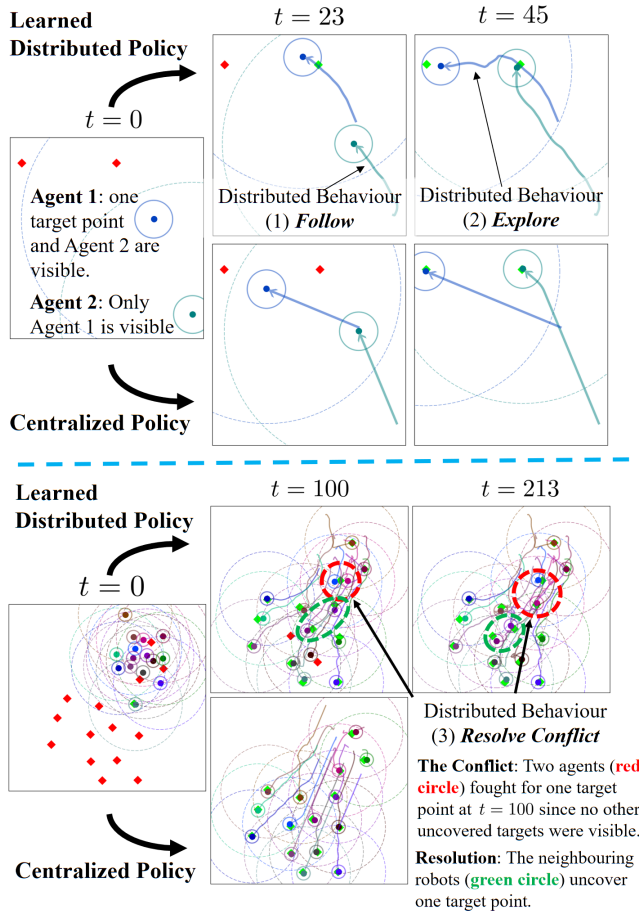 Learned
Distributed Policy
t = 23
t = 45
t = 0
Agent 1: one
target point
and Agent 2 are
visible.
Agent 2: Only
Agent 1 is visible
Distributed Behaviour
(1) Follow
Distributed Behaviour
(2) Explore
Centralized Policy
Learned
Distributed Policy
t = 100
t = 213
t = 0
Distributed Behaviour
(3) Resolve Conflict
The Conflict: Two agents (red
circle) fought for one target
point at t = 100 since no other
uncovered targets were visible.
Resolution: The neighbouring
robots (green circle) uncover
one target point.
Centralized Policy